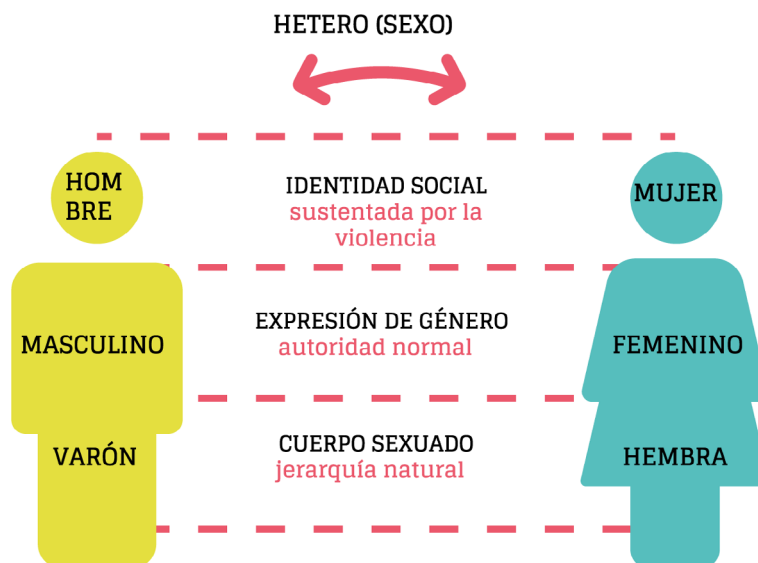 HETERO (SEXO)
HOM
BRE
IDENTIDAD SOCIAL
sustentada por la
violencia
MUJER
MASCULINO
EXPRESIÓN DE GÉNERO
autoridad normal
FEMENINO
VARÓN
CUERPO SEXUADO
jerarquía natural
HEMBRA